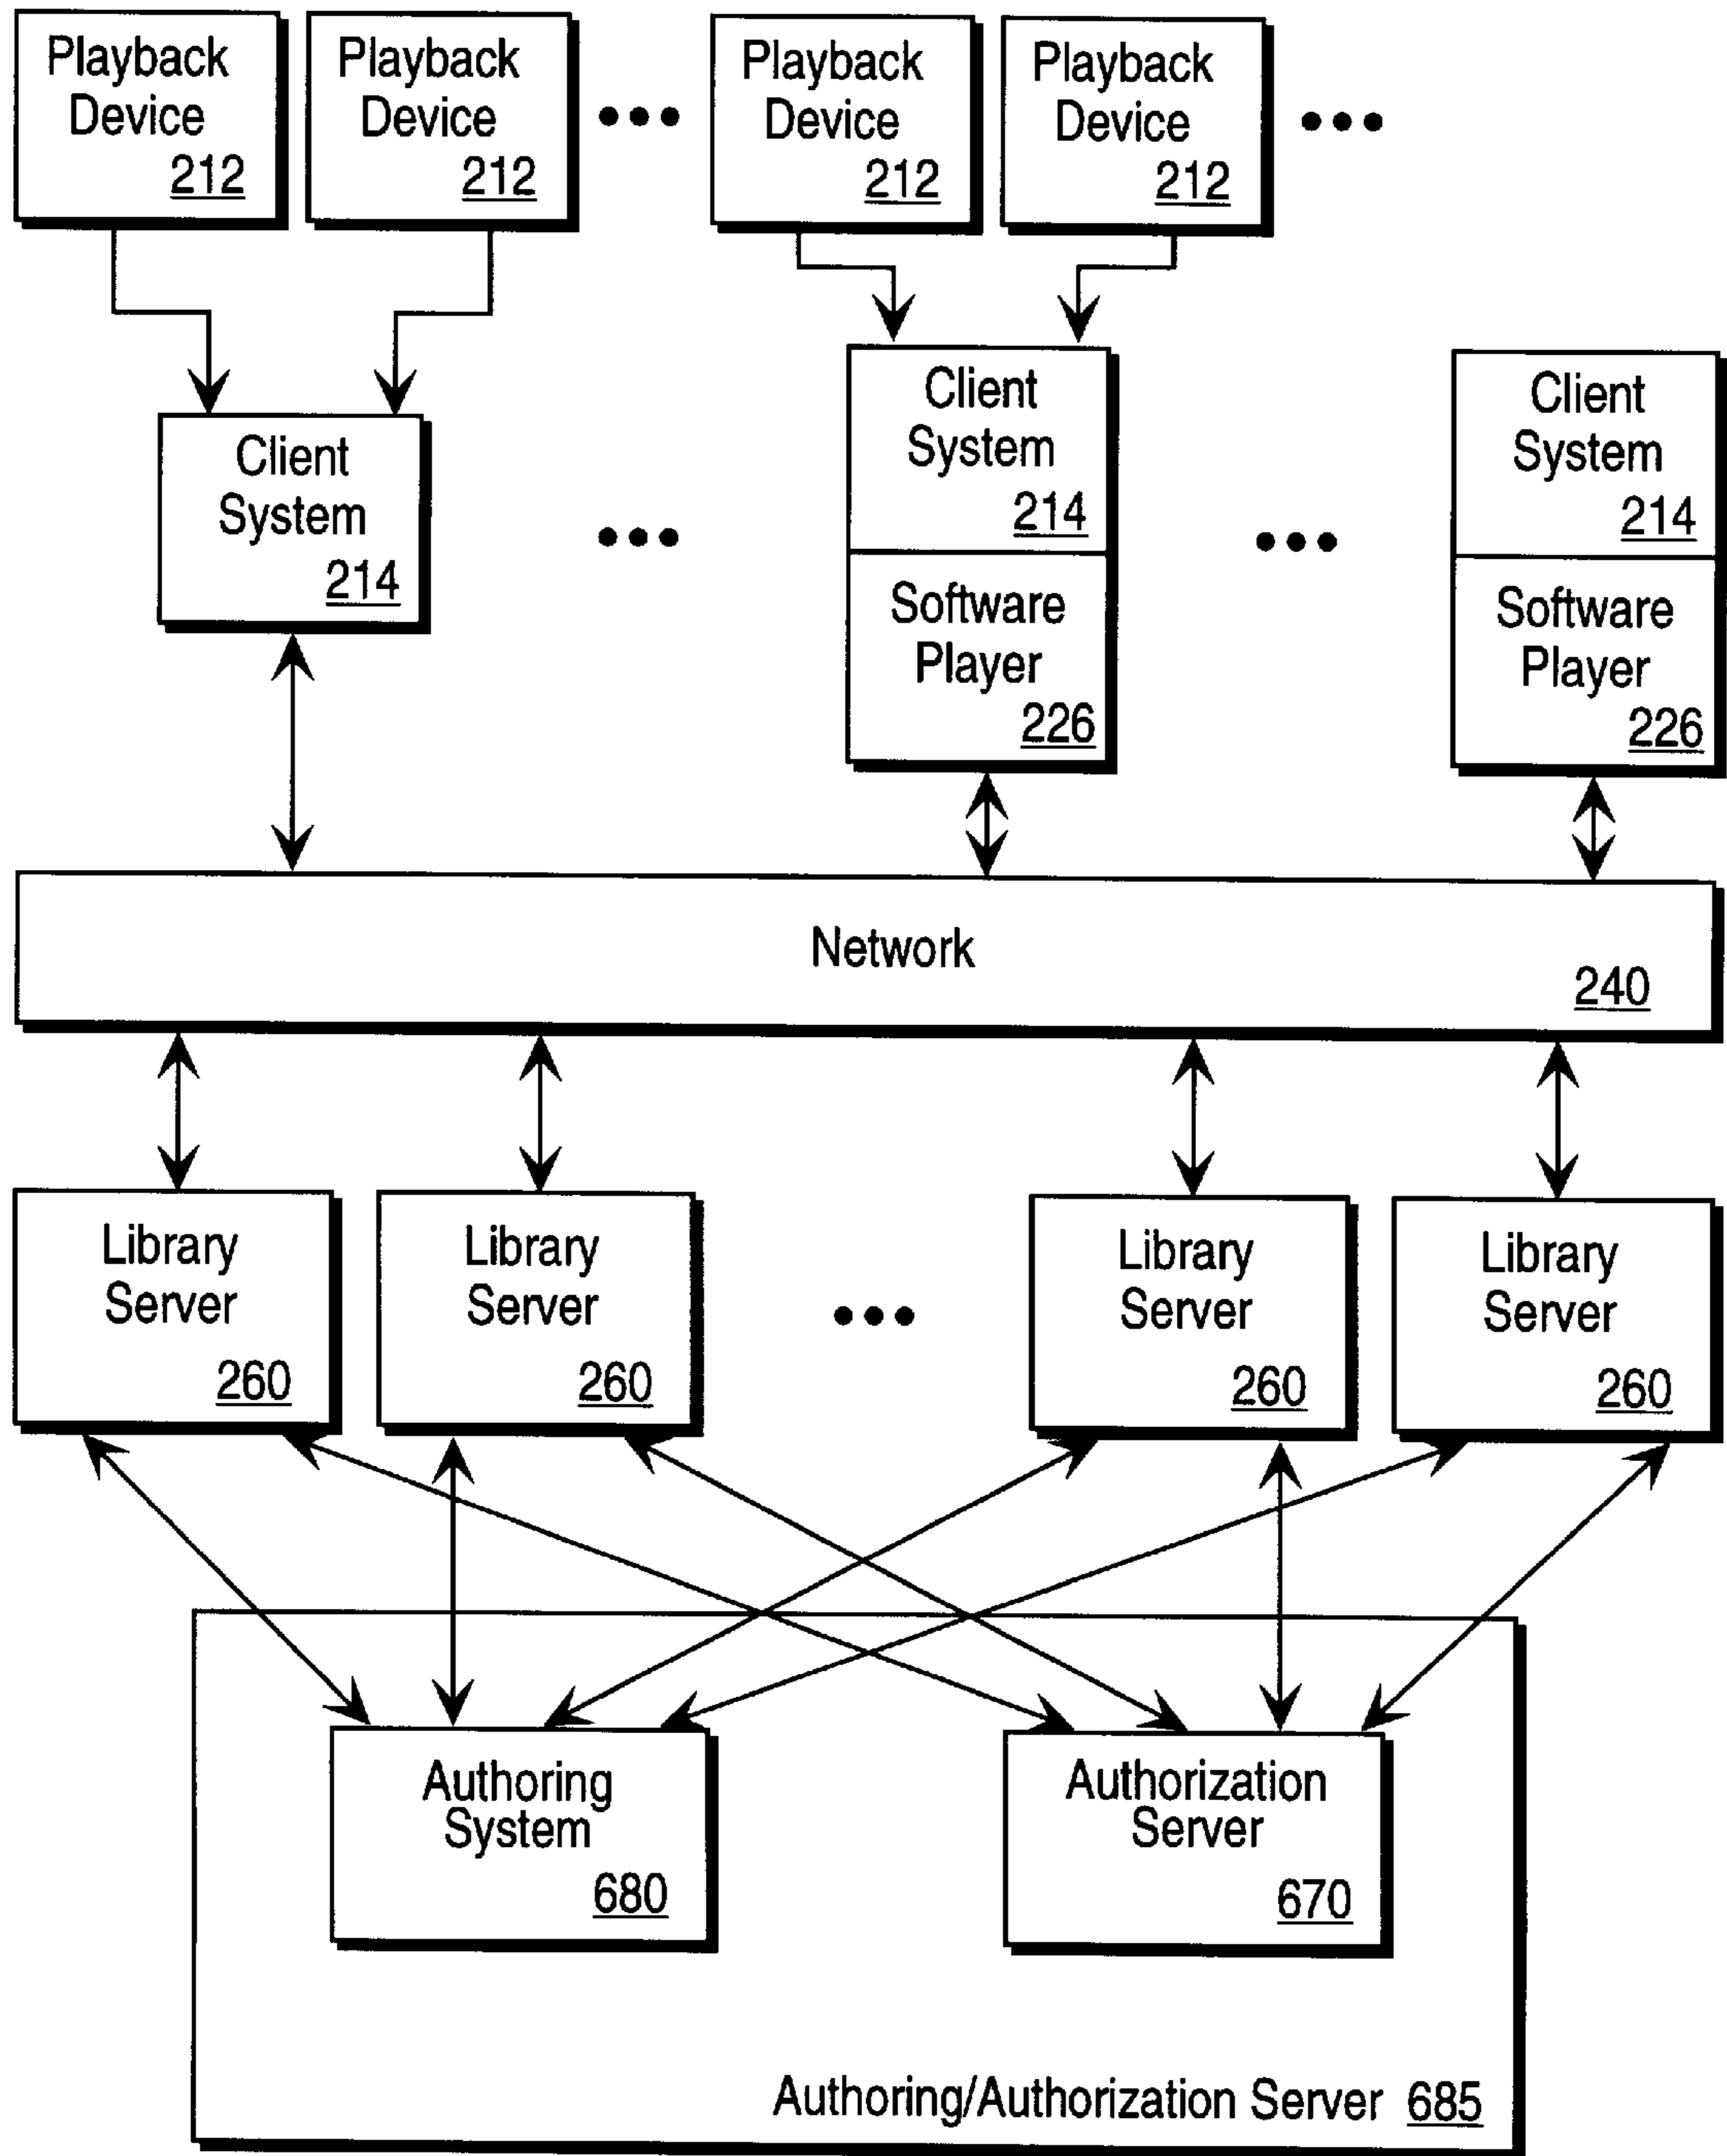 Playback
Device
212
Playback
Device
212
Playback
Device
212
Playback
Device
212
Client
System
214
Client
System
214
Software
Player
226
Client
System
214
Software
Player
226
Network
240
Library
Server
260
Library
Server
260
Library
Server
260
Library
Server
260
Authoring
System
680
Authorization
Server
670
Authoring/Authorization Server 685